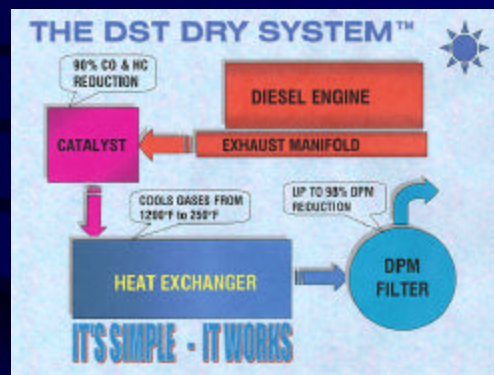 THE DST DRY SYSTEM™
90% CO & HC
REDUCTION
DIESEL ENGINE
CATALYST
EXHAUST MANIFOLD
COOLS GASES FROM
1200°F to 250°F
UP TO 98% DPM
REDUCTION
HEAT EXCHANGER
DPM
FILTER
IT'S SIMPLE - IT WORKS